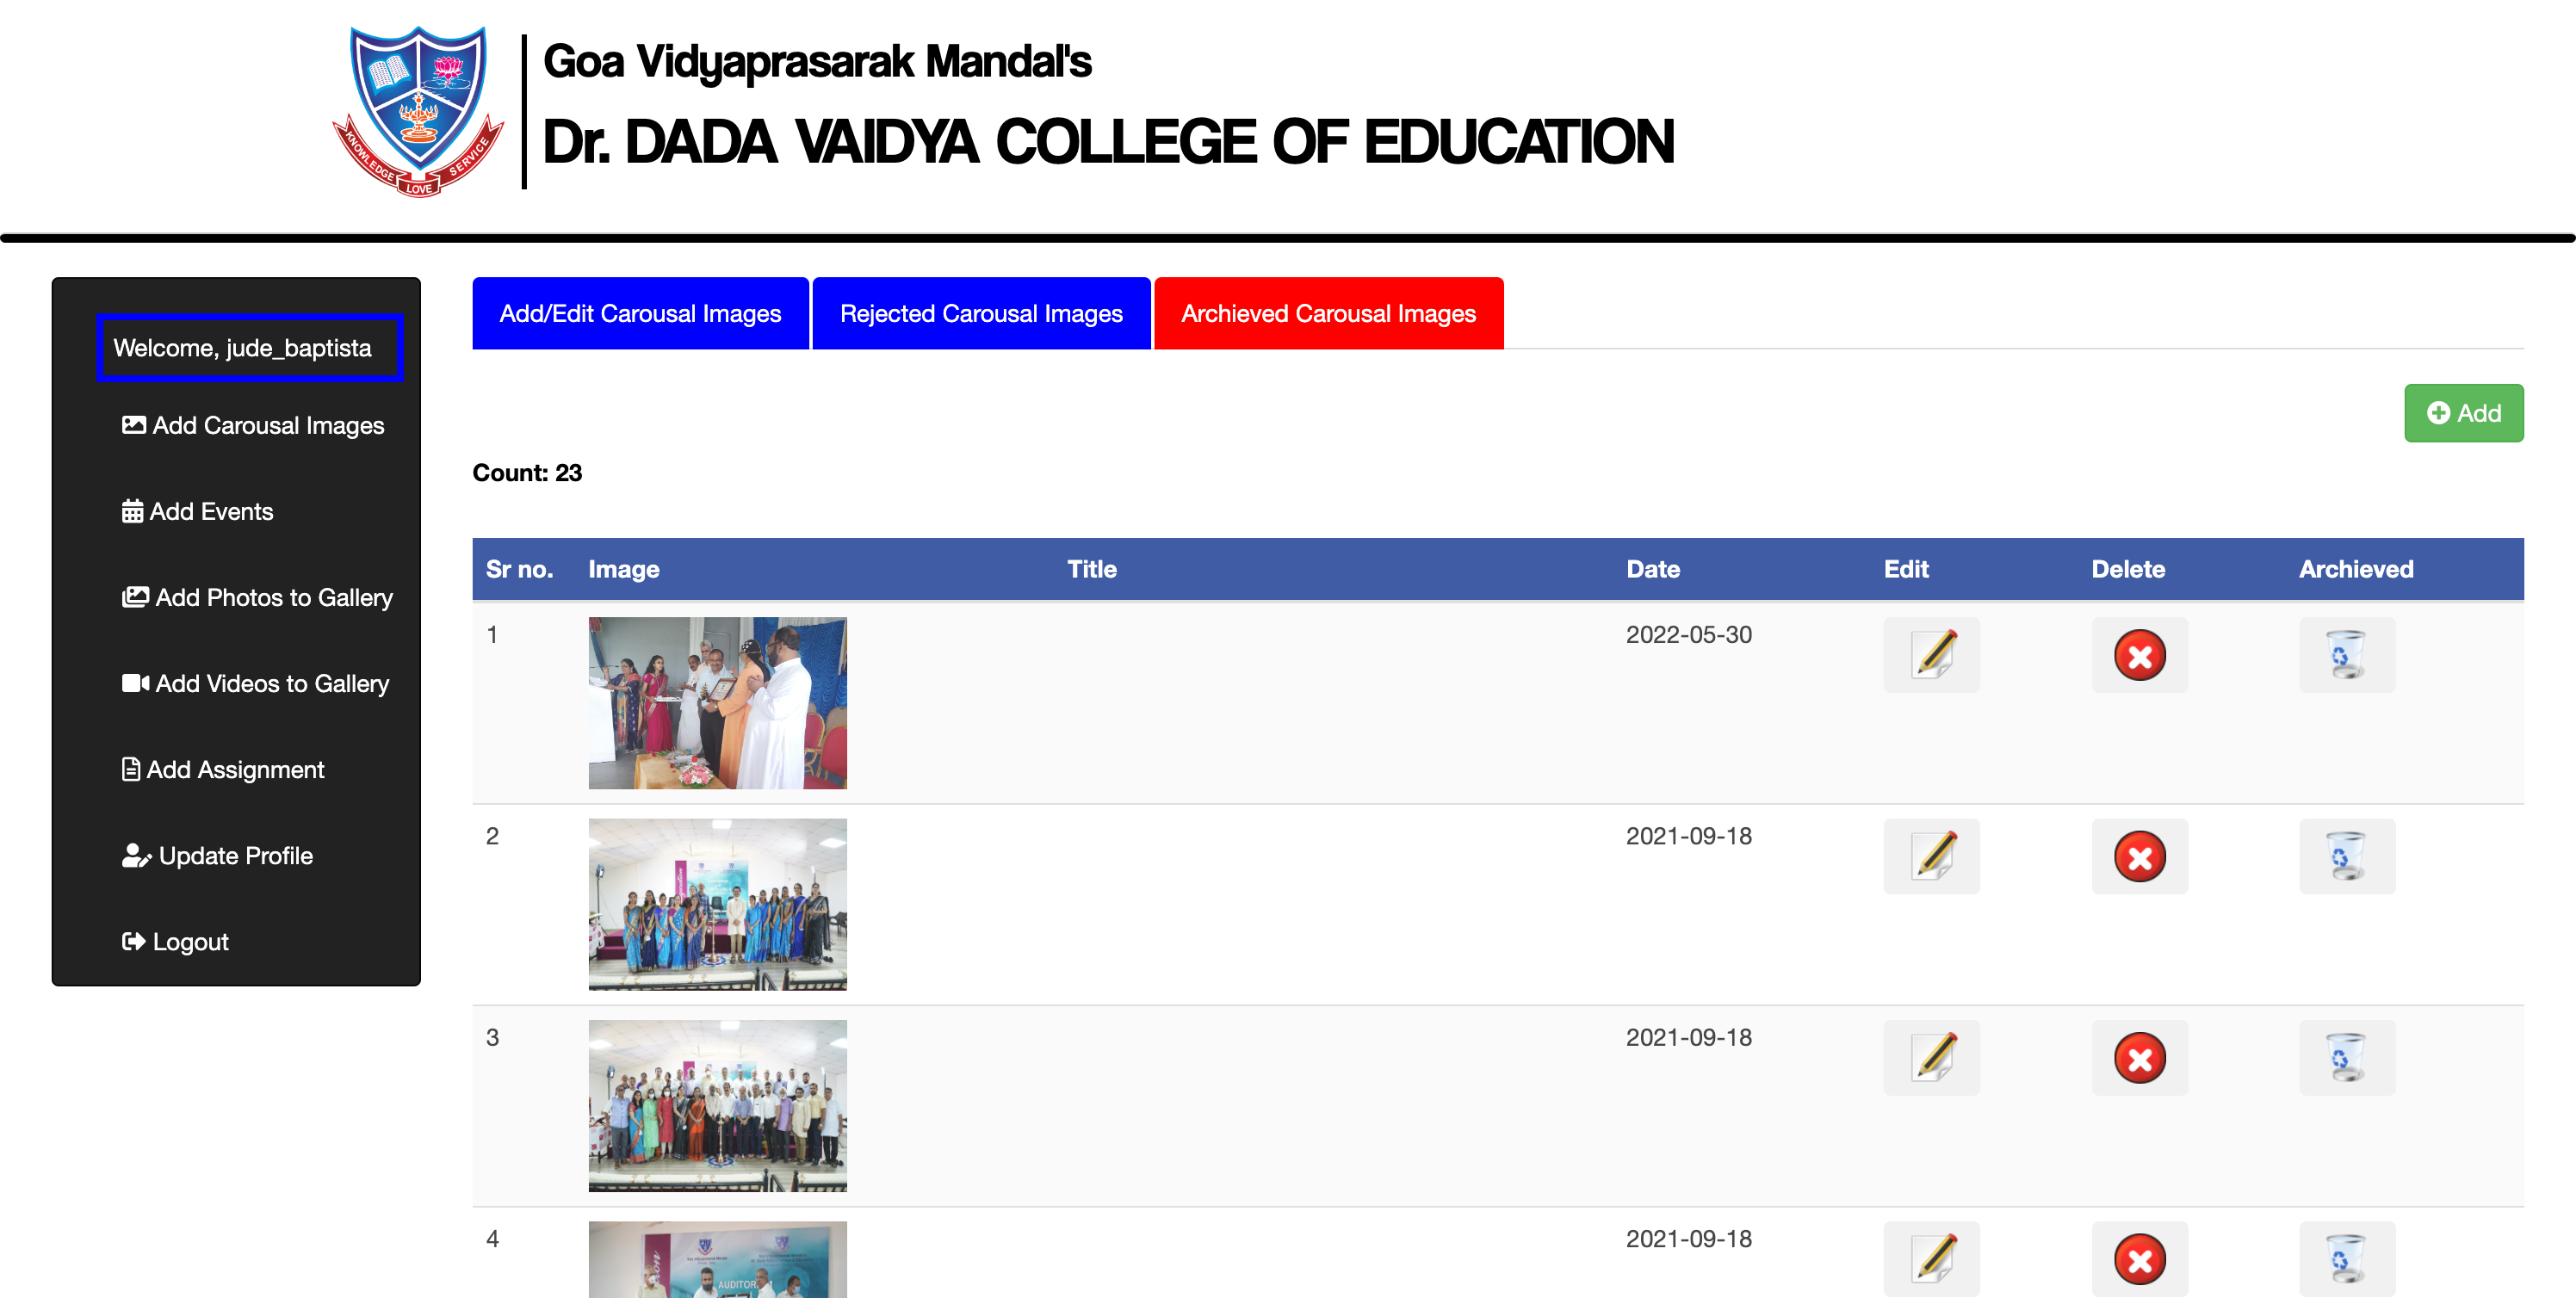 Goa Vidyaprasarak Mandal's
Dr. DADA VAIDYA COLLEGE OF EDUCATION
KNOWLEDGE LOVE SERVICE
Welcome, jude_baptista
Add Carousal Images
Add Events
Add Photos to Gallery
Add Videos to Gallery
Add Assignment
Update Profile
Logout
Add/Edit Carousal Images Rejected Carousal Images Archieved Carousal Images
Add
Count: 23
Sr no. Image Title Date Edit Delete Archieved
1 2022-05-30
2 2021-09-18
3 2021-09-18
4 2021-09-18